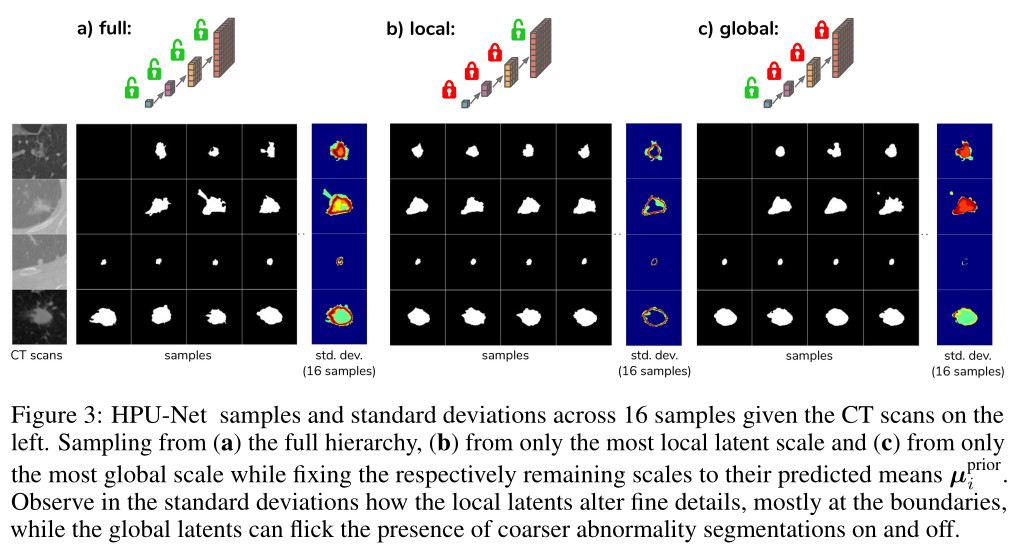 a) full:
b) local:
c) global:
CT scans
samples
std. dev.
(16 samples)
samples
std. dev.
(16 samples)
samples
std. dev.
(16 samples)
Figure 3: HPU-Net samples and standard deviations across 16 samples given the CT scans on the
left. Sampling from (a) the full hierarchy, (b) from only the most local latent scale and (c) from only
the most global scale while fixing the respectively remaining scales to their predicted means μᵢᵖʳⁱᵒʳ.
Observe in the standard deviations how the local latents alter fine details, mostly at the boundaries,
while the global latents can flick the presence of coarser abnormality segmentations on and off.